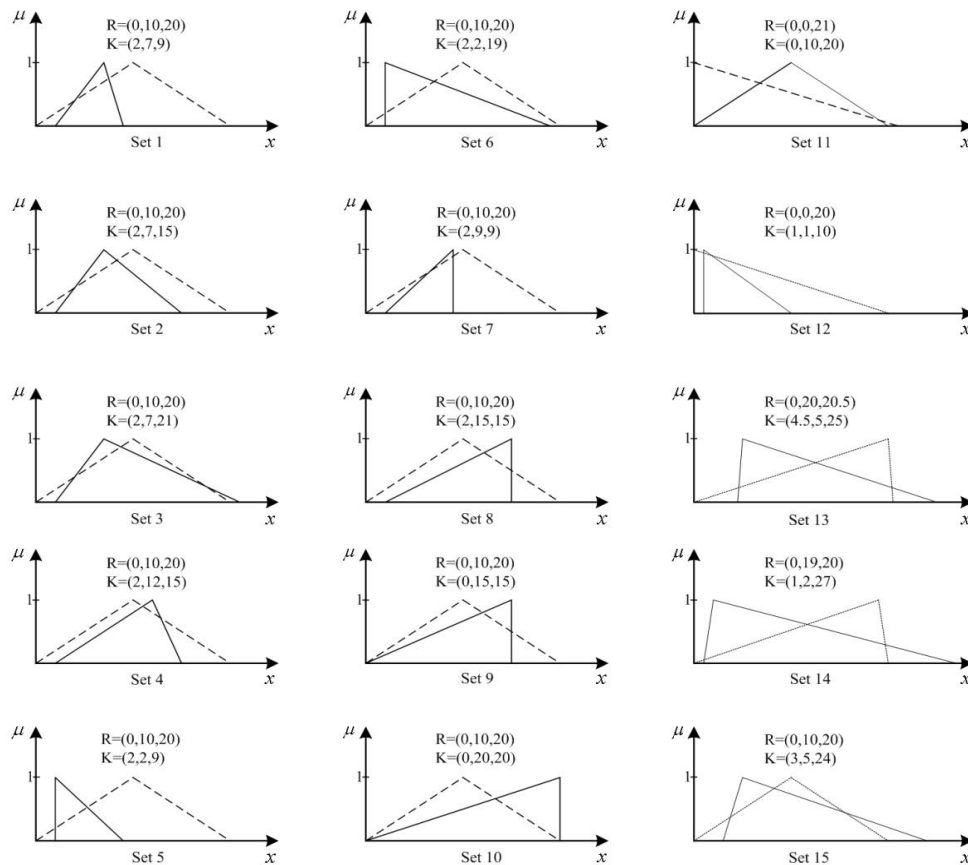 μ
R=(0,10,20)
K=(2,7,9)
1
x
Set 1
μ
R=(0,10,20)
K=(2,2,19)
1
x
Set 6
μ
R=(0,0,21)
K=(0,10,20)
1
x
Set 11
μ
R=(0,10,20)
K=(2,7,15)
1
x
Set 2
μ
R=(0,10,20)
K=(2,9,9)
1
x
Set 7
μ
R=(0,0,20)
K=(1,1,10)
1
x
Set 12
μ
R=(0,10,20)
K=(2,7,21)
1
x
Set 3
μ
R=(0,10,20)
K=(2,15,15)
1
x
Set 8
μ
R=(0,20,20.5)
K=(4.5,5,25)
1
x
Set 13
μ
R=(0,10,20)
K=(2,12,15)
1
x
Set 4
μ
R=(0,10,20)
K=(0,15,15)
1
x
Set 9
μ
R=(0,19,20)
K=(1,2,27)
1
x
Set 14
μ
R=(0,10,20)
K=(2,2,9)
1
x
Set 5
μ
R=(0,10,20)
K=(0,20,20)
1
x
Set 10
μ
R=(0,10,20)
K=(3,5,24)
1
x
Set 15